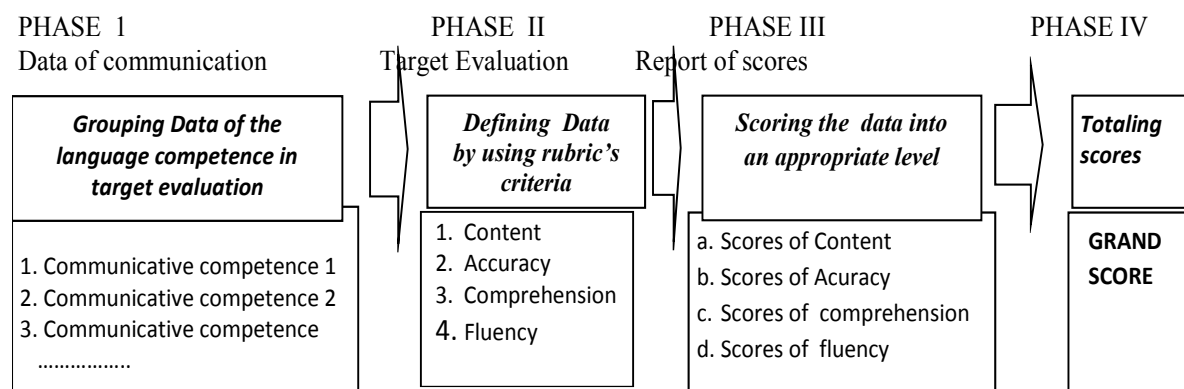 PHASE 1
Data of communication
Grouping Data of the
language competence in
target evaluation
1. Communicative competence 1
2. Communicative competence 2
3. Communicative competence
……………..
PHASE II
Target Evaluation
Defining Data
by using rubric's
criteria
1. Content
2. Accuracy
3. Comprehension
4. Fluency
PHASE III
Report of scores
Scoring the data into
an appropriate level
a. Scores of Content
b. Scores of Acuracy
c. Scores of comprehension
d. Scores of fluency
PHASE IV
Totaling
scores
GRAND
SCORE